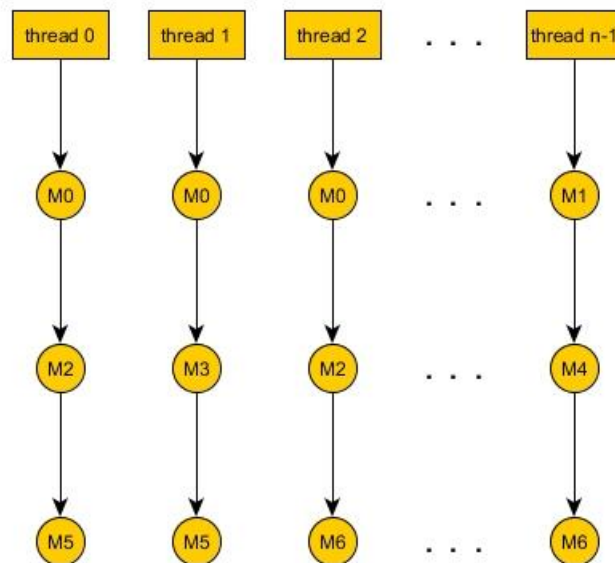 thread 0 thread 1 thread 2 . . . thread n-1
M0 M0 M0 . . . M1
M2 M3 M2 . . . M4
M5 M5 M6 . . . M6